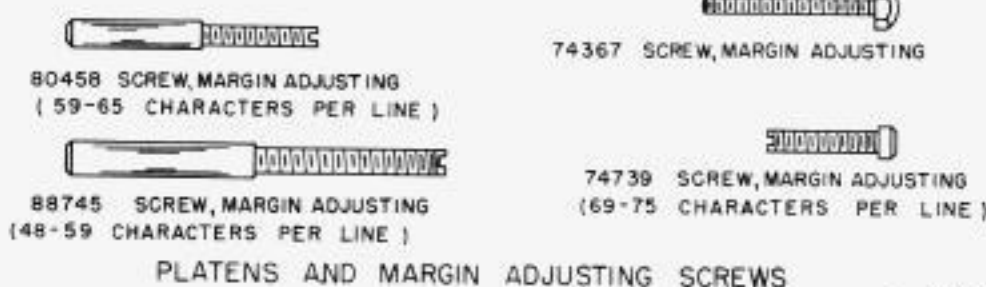 80458 SCREW, MARGIN ADJUSTING
( 59-65 CHARACTERS PER LINE )
88745 SCREW, MARGIN ADJUSTING
(48-59 CHARACTERS PER LINE )
74367 SCREW, MARGIN ADJUSTING
74739 SCREW, MARGIN ADJUSTING
(69-75 CHARACTERS PER LINE )
PLATENS AND MARGIN ADJUSTING SCREWS